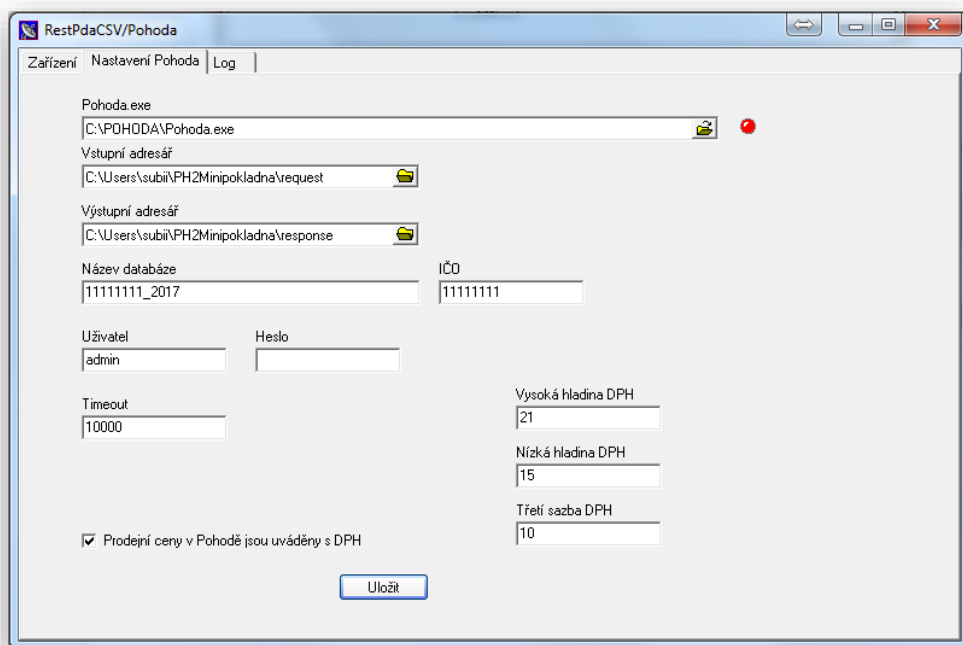 RestPdaCSV/Pohoda
Zařízení Nastavení Pohoda Log
Pohoda.exe
C:\POHODA\Pohoda.exe
Vstupní adresář
C:\Users\subii\PH2Minipokladna\request
Výstupní adresář
C:\Users\subii\PH2Minipokladna\response
Název databáze IČO
11111111_2017 11111111
Uživatel Heslo
admin
Vysoká hladina DPH
Timeout
21
10000
Nízká hladina DPH
15
Třetí sazba DPH
10
Prodejní ceny v Pohodě jsou uváděny s DPH
Uložit